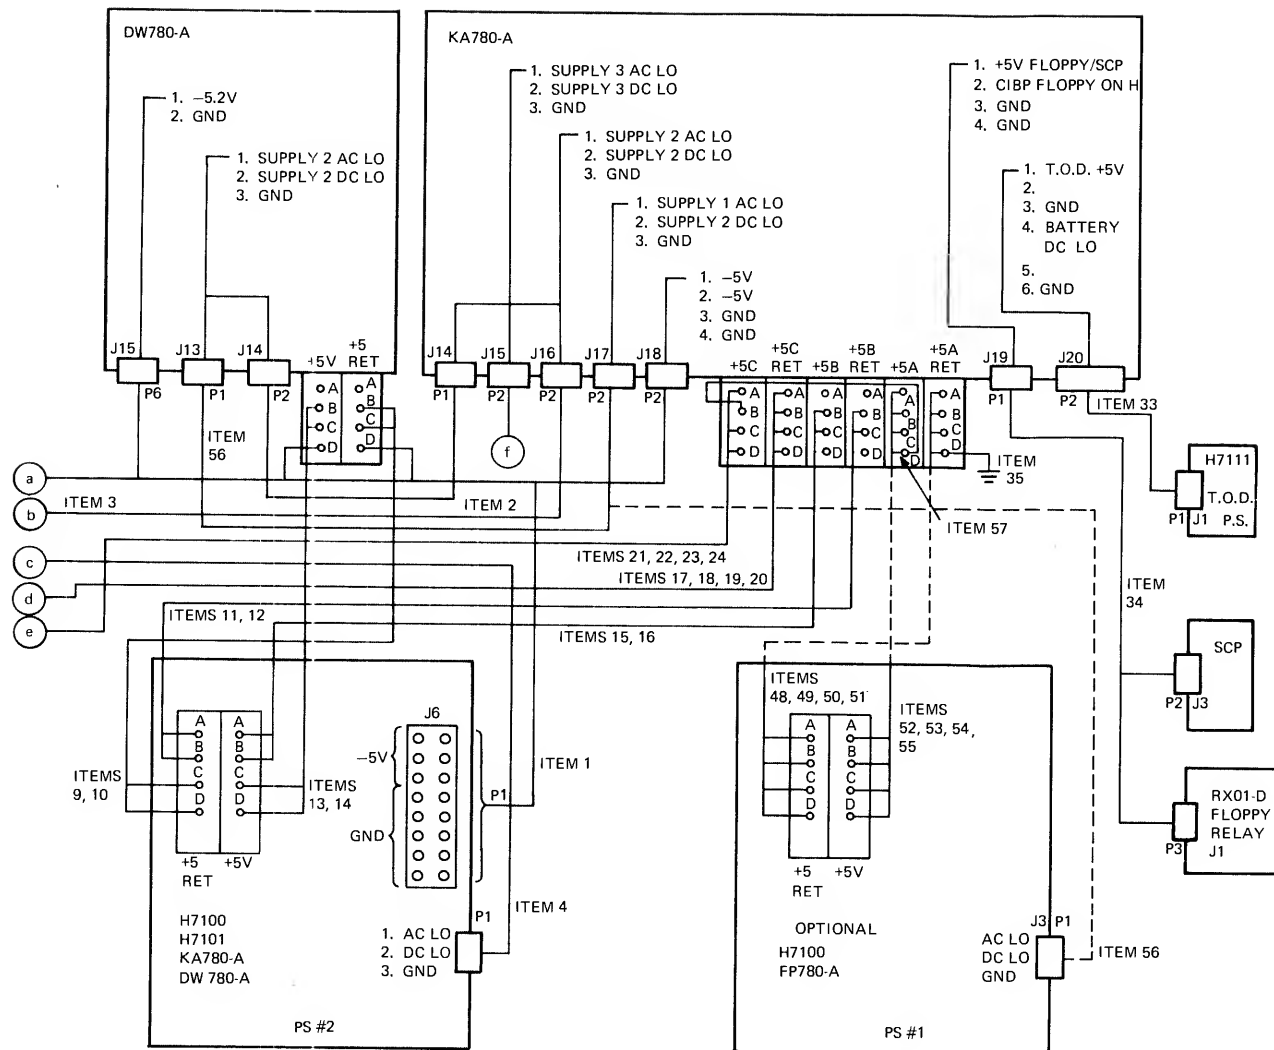 DW780-A
1. –5.2V
2. GND
1. SUPPLY 2 AC LO
2. SUPPLY 2 DC LO
3. GND
J15
J13
J14
+5V
+5
RET
A
B
C
D
A
B
C
D
P6
P1
P2
ITEM
56
KA780-A
1. SUPPLY 3 AC LO
2. SUPPLY 3 DC LO
3. GND
1. SUPPLY 2 AC LO
2. SUPPLY 2 DC LO
3. GND
1. SUPPLY 1 AC LO
2. SUPPLY 2 DC LO
3. GND
1. –5V
2. –5V
3. GND
4. GND
1. +5V FLOPPY/SCP
2. CIBP FLOPPY ON H
3. GND
4. GND
1. T.O.D. +5V
2.
3. GND
4. BATTERY
DC LO
5.
6. GND
J14
J15
J16
J17
J18
+5C
+5C
RET
+5B
+5B
RET
+5A
+5A
RET
J19
J20
P1
P2
P2
P2
P2
A
B
C
D
A
B
C
D
A
B
C
D
A
B
C
D
A
B
C
D
A
B
C
D
P1
P2
ITEM 33
f
ITEM
35
ITEM 57
H7111
T.O.D.
P.S.
P1
J1
a
b
c
d
e
ITEM 3
ITEM 2
ITEMS 21, 22, 23, 24
ITEMS 17, 18, 19, 20
ITEMS 11, 12
ITEMS 15, 16
ITEM
34
SCP
P2
J3
RX01-D
FLOPPY
RELAY
J1
P3
A
B
C
D
A
B
C
D
ITEMS
9, 10
ITEMS
13, 14
+5
RET
+5V
J6
–5V
GND
P1
ITEM 1
H7100
H7101
KA780-A
DW 780-A
P1
ITEM 4
1. AC LO
2. DC LO
3. GND
PS #2
ITEMS
48, 49, 50, 51
ITEMS
52, 53, 54,
55
A
B
C
D
A
B
C
D
+5
RET
+5V
OPTIONAL
H7100
FP780-A
J3
P1
AC LO
DC LO
GND
ITEM 56
PS #1